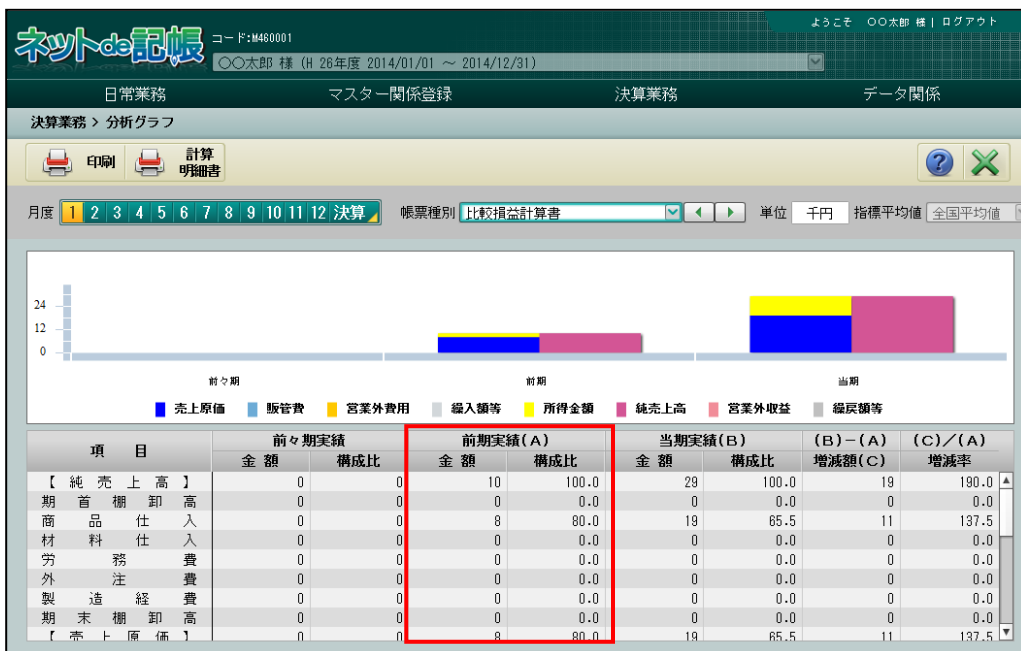 ようこそ ○○太郎 様 | ログアウト
ネットde記帳 コード:M460001
○○太郎 様 (H 26年度 2014/01/01 ～ 2014/12/31)
日常業務 マスター関係登録 決算業務 データ関係
決算業務 > 分析グラフ
印刷 計算明細書 ?
月度 1 2 3 4 5 6 7 8 9 10 11 12 決算 帳票種別 比較損益計算書 単位 千円 指標平均値 全国平均値
24
12
0
前々期 前期 当期
売上原価 販管費 営業外費用 繰入額等 所得金額 純売上高 営業外収益 繰戻額等
項 目 前々期実績 前期実績(A) 当期実績(B) (B)－(A) (C)／(A)
金 額 構成比 金 額 構成比 金 額 構成比 増減額(C) 増減率
【 純 売 上 高 】 0 0 10 100.0 29 100.0 19 190.0
期 首 棚 卸 高 0 0 0 0.0 0 0.0 0 0.0
商 品 仕 入 0 0 8 80.0 19 65.5 11 137.5
材 料 仕 入 0 0 0 0.0 0 0.0 0 0.0
労 務 費 0 0 0 0.0 0 0.0 0 0.0
外 注 費 0 0 0 0.0 0 0.0 0 0.0
製 造 経 費 0 0 0 0.0 0 0.0 0 0.0
期 末 棚 卸 高 0 0 0 0.0 0 0.0 0 0.0
【 売 上 原 価 】 0 0 8 80.0 19 65.5 11 137.5